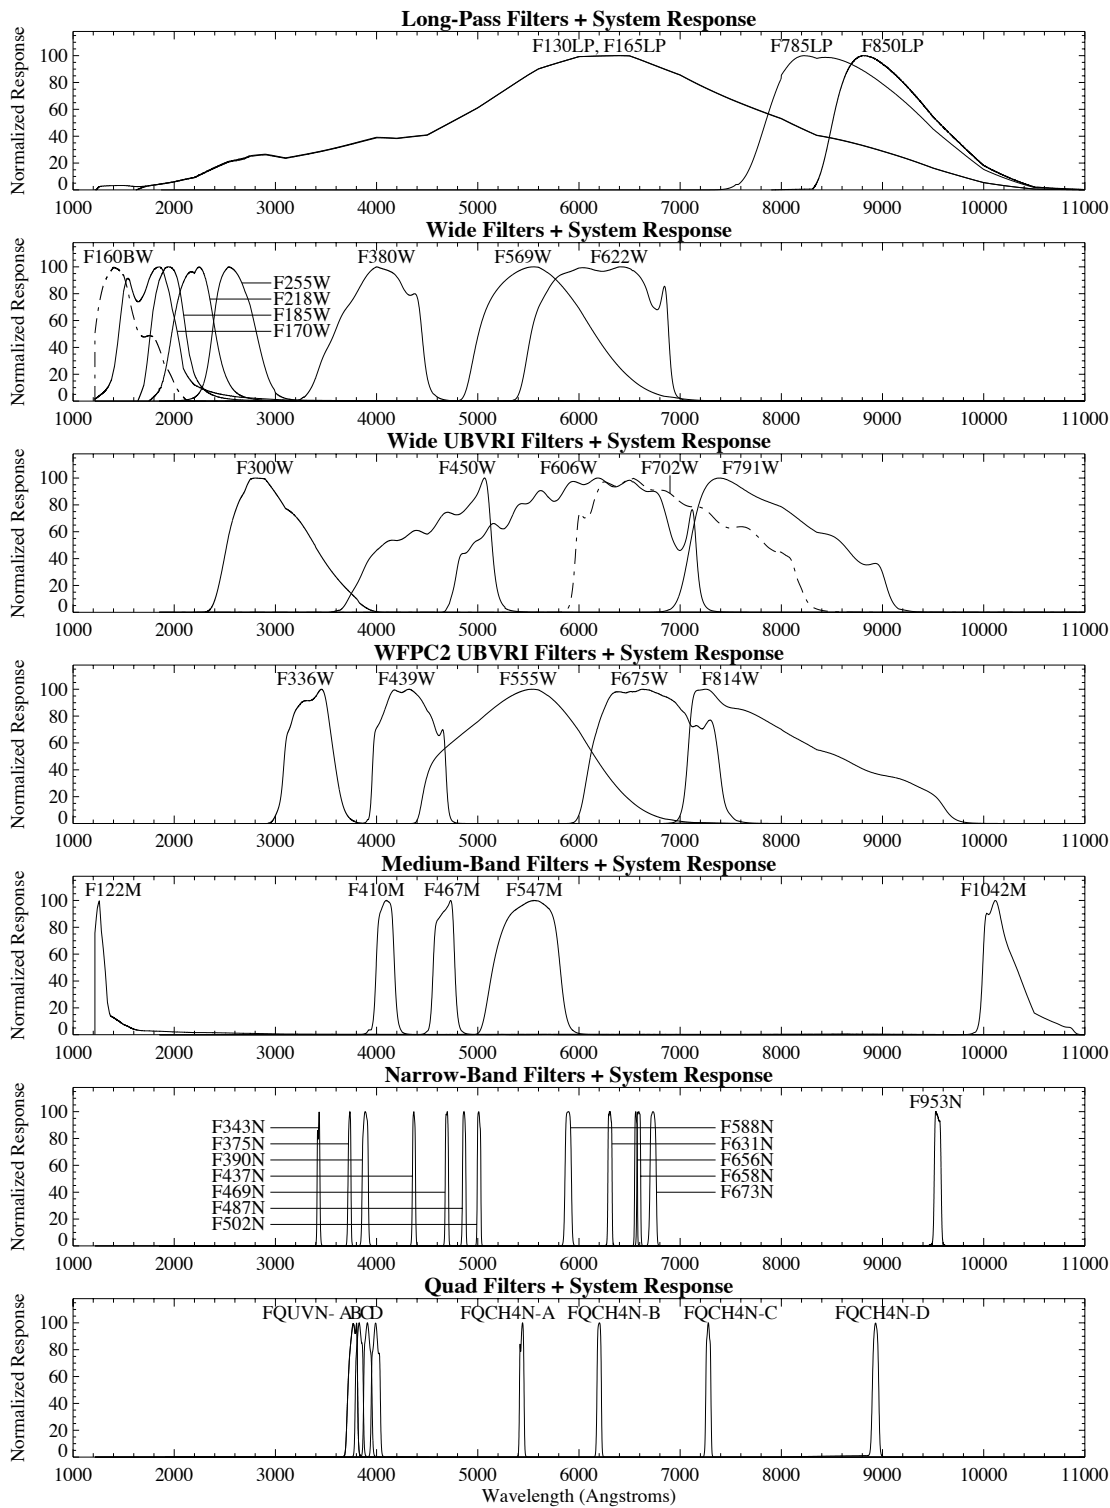 Long-Pass Filters + System Response
Normalized Response
100
80
60
40
20
0
F130LP, F165LP
F785LP
F850LP
1000 2000 3000 4000 5000 6000 7000 8000 9000 10000 11000
Wide Filters + System Response
Normalized Response
100
80
60
40
20
0
F160BW
F380W
F569W
F622W
F255W
F218W
F185W
F170W
1000 2000 3000 4000 5000 6000 7000 8000 9000 10000 11000
Wide UBVRI Filters + System Response
Normalized Response
100
80
60
40
20
0
F300W
F450W
F606W
F702W
F791W
1000 2000 3000 4000 5000 6000 7000 8000 9000 10000 11000
WFPC2 UBVRI Filters + System Response
Normalized Response
100
80
60
40
20
0
F336W
F439W
F555W
F675W
F814W
1000 2000 3000 4000 5000 6000 7000 8000 9000 10000 11000
Medium-Band Filters + System Response
Normalized Response
100
80
60
40
20
0
F122M
F410M
F467M
F547M
F1042M
1000 2000 3000 4000 5000 6000 7000 8000 9000 10000 11000
Narrow-Band Filters + System Response
Normalized Response
100
80
60
40
20
0
F343N
F375N
F390N
F437N
F469N
F487N
F502N
F588N
F631N
F656N
F658N
F673N
F953N
1000 2000 3000 4000 5000 6000 7000 8000 9000 10000 11000
Quad Filters + System Response
Normalized Response
100
80
60
40
20
0
FQUVN- A B C D
FQCH4N-A
FQCH4N-B
FQCH4N-C
FQCH4N-D
1000 2000 3000 4000 5000 6000 7000 8000 9000 10000 11000
Wavelength (Angstroms)